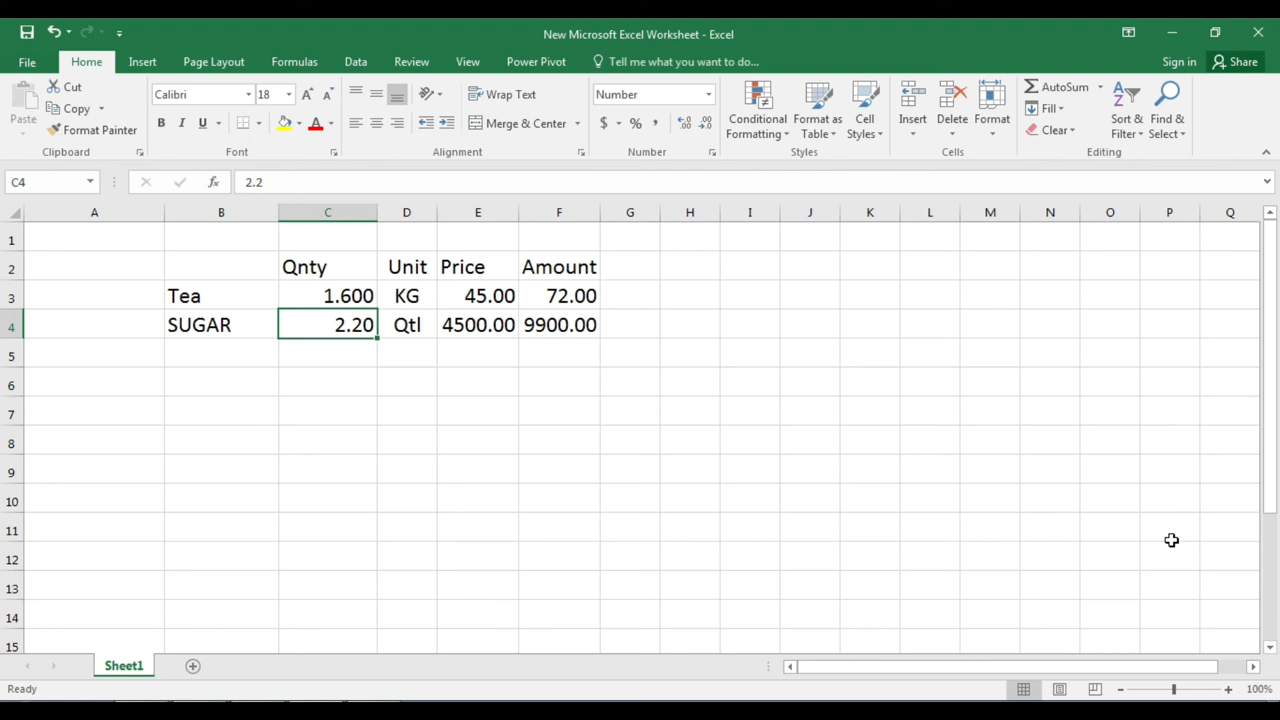 New Microsoft Excel Worksheet - Excel
File Home Insert Page Layout Formulas Data Review View Power Pivot Tell me what you want to do... Sign in Share
Paste
Cut
Copy
Format Painter
Clipboard
Calibri 18
B I U A
Font
Wrap Text
Merge & Center
Alignment
Number
$ % ,
Number
Conditional Formatting
Format as Table
Cell Styles
Styles
Insert Delete Format
Cells
AutoSum
Fill
Clear
Sort & Filter
Find & Select
Editing
C4 fx 2.2
A B C D E F G H I J K L M N O P Q
1
2 Qnty Unit Price Amount
3 Tea 1.600 KG 45.00 72.00
4 SUGAR 2.20 Qtl 4500.00 9900.00
5
6
7
8
9
10
11
12
13
14
15
Sheet1
Ready 100%